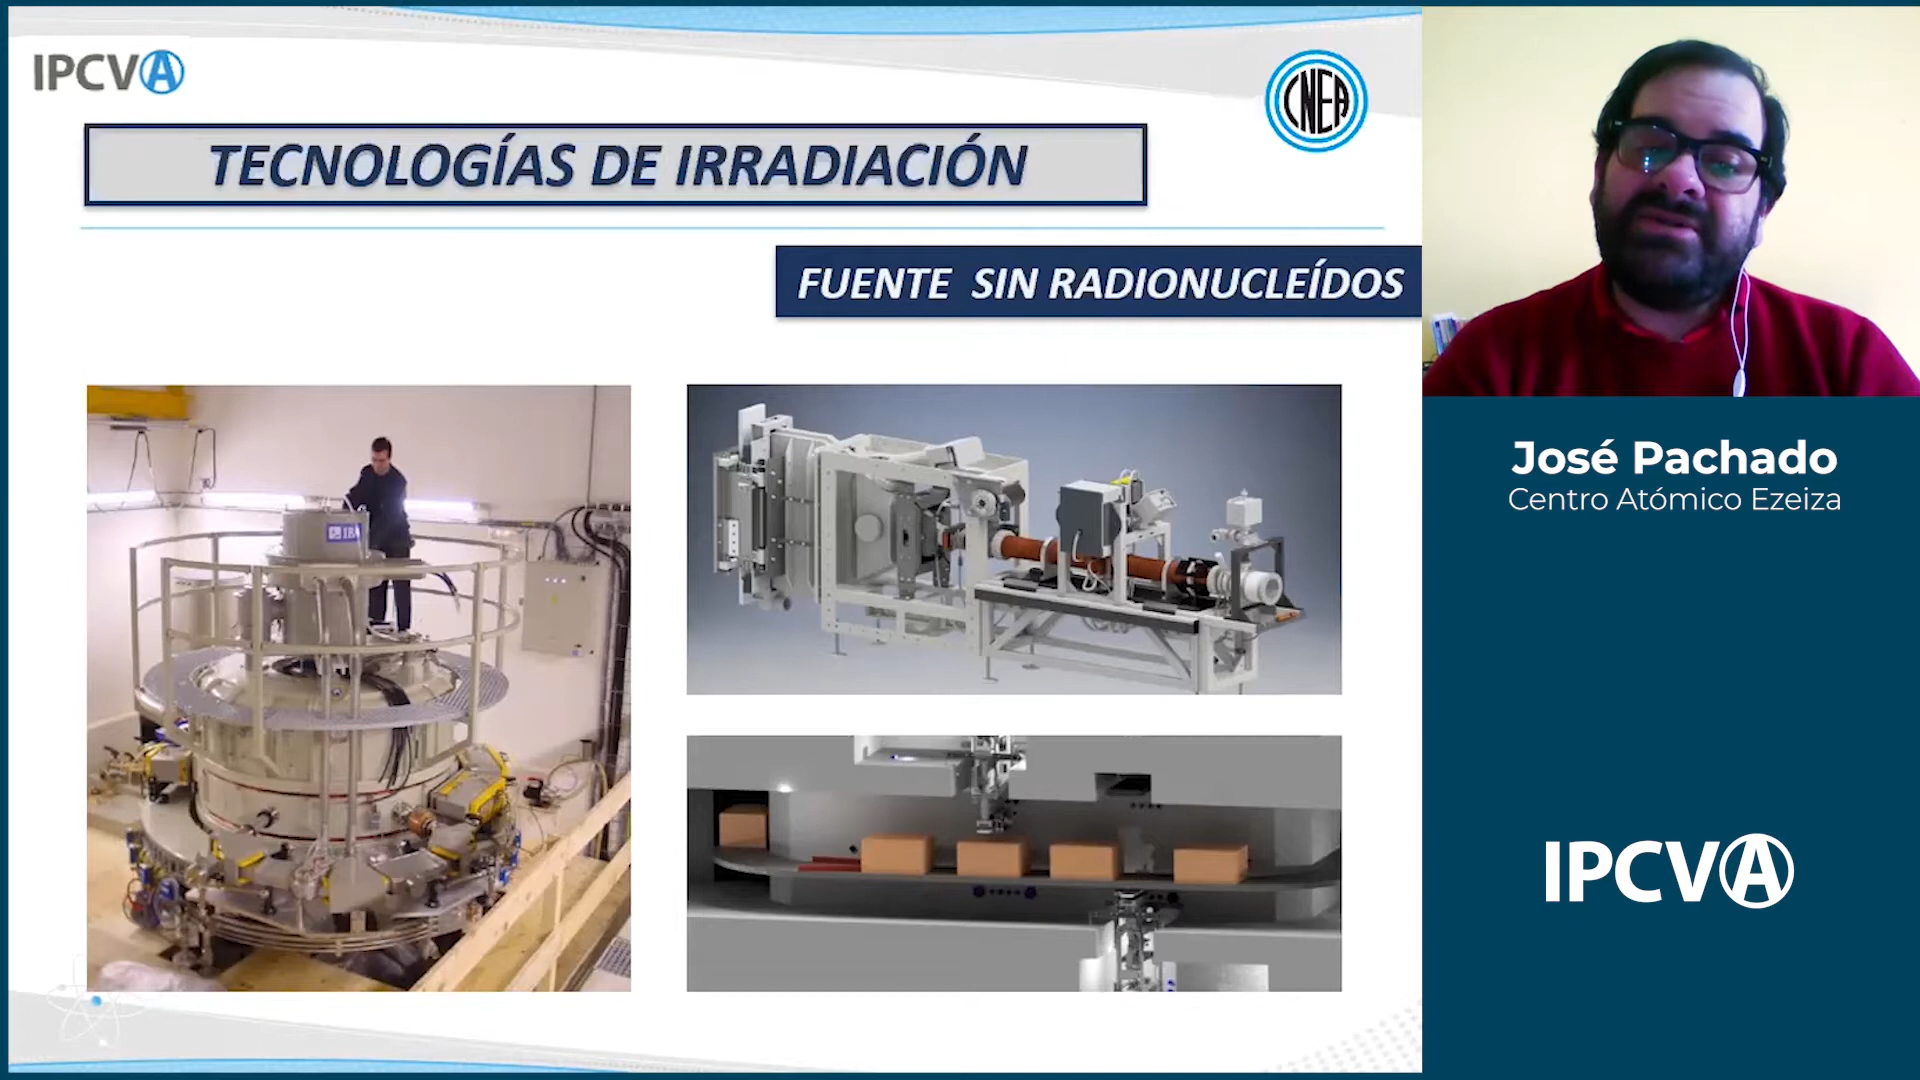 IPCVA
CNEA
TECNOLOGÍAS DE IRRADIACIÓN
FUENTE SIN RADIONUCLEÍDOS
José Pachado
Centro Atómico Ezeiza
IPCVA